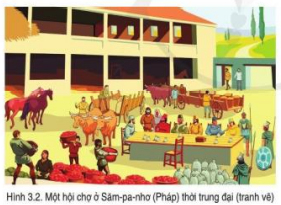 Hình 3.2. Một hội chợ ở Săm-pa-nhơ (Pháp) thời trung đại (tranh vẽ)